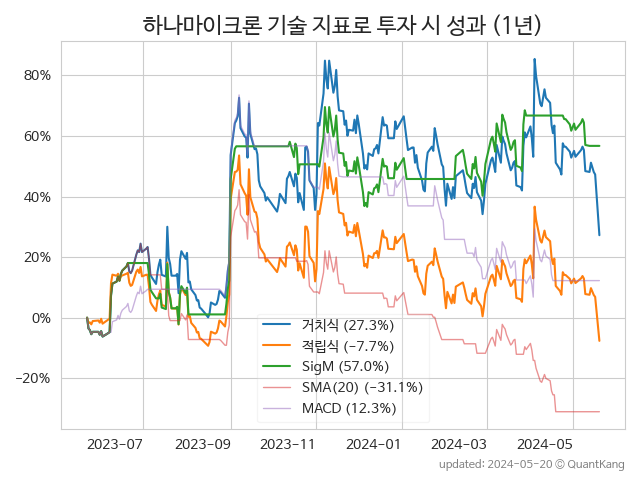 하나마이크론 기술 지표로 투자 시 성과 (1년)
80%
60%
40%
20%
0%
−20%
거치식 (27.3%)
적립식 (−7.7%)
SigM (57.0%)
SMA(20) (−31.1%)
MACD (12.3%)
2023−07
2023−09
2023−11
2024−01
2024−03
2024−05
updated: 2024−05−20 © QuantKang